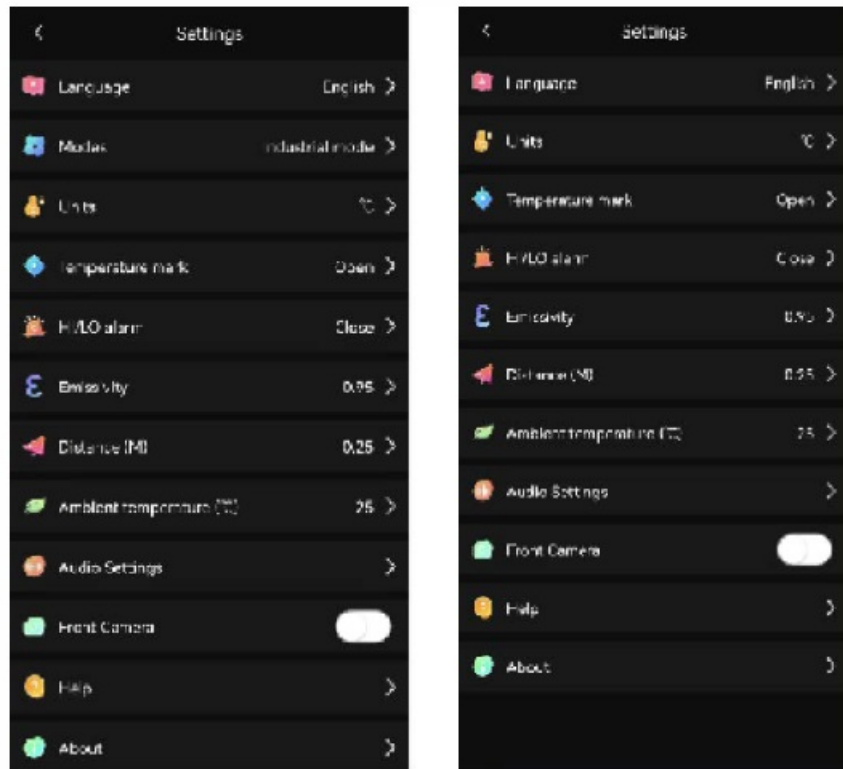 Settings
Language English
Modes Industrial mode
Units ℃
Temperature mark Open
HI/LO alarm Close
Emissivity 0.95
Distance (M) 0.25
Ambient temperature (℃) 25
Audio Settings
Front Camera
Help
About
Settings
Language English
Units ℃
Temperature mark Open
HI/LO alarm Close
Emissivity 0.95
Distance (M) 0.25
Ambient temperature (℃) 25
Audio Settings
Front Camera
Help
About